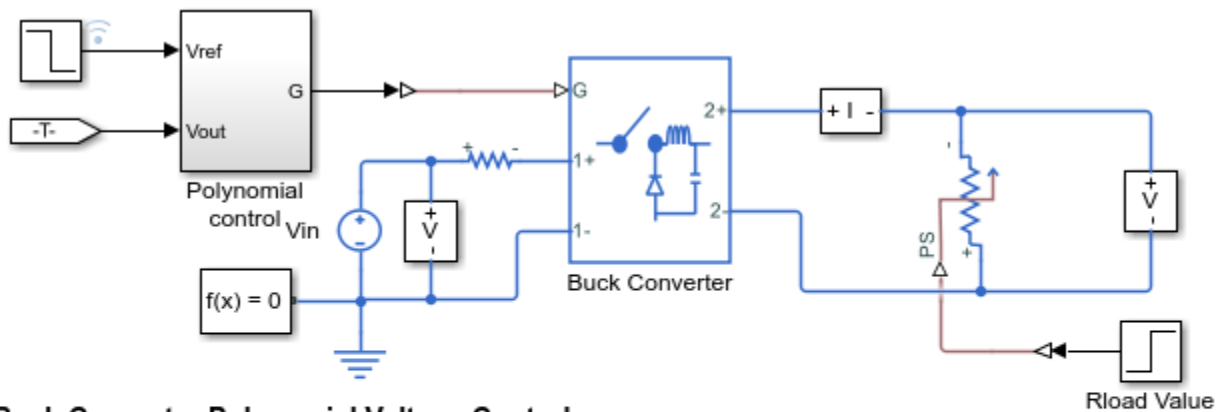 Vref
G
Vout
-T-
Polynomial
control
Vin
+
V
-
f(x) = 0
+
-
+
-
G
1+
1-
2+
2-
Buck Converter
+ I -
-
+
PS
+
V
-
Rload Value
Buck Converter Polynomial Voltage Control